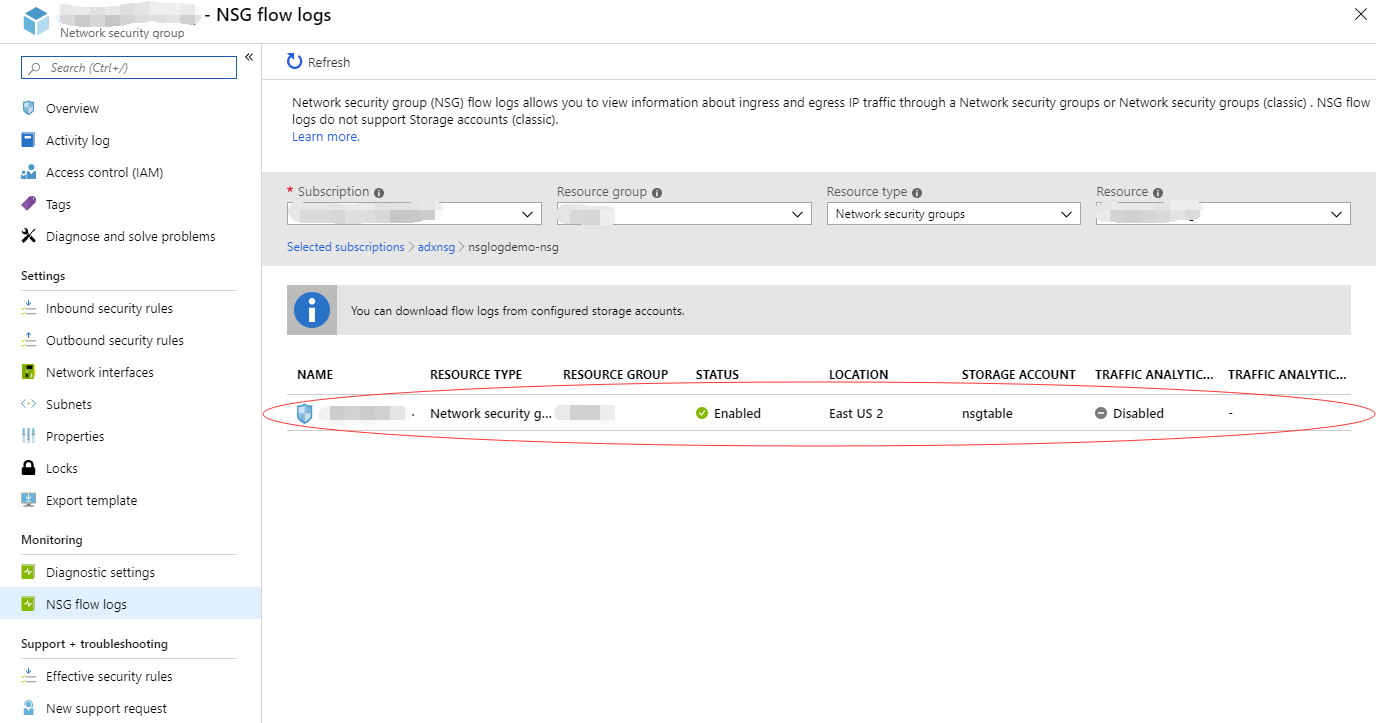 - NSG flow logs
Network security group
Search (Ctrl+/)
«
Overview
Activity log
Access control (IAM)
Tags
Diagnose and solve problems
Settings
Inbound security rules
Outbound security rules
Network interfaces
Subnets
Properties
Locks
Export template
Monitoring
Diagnostic settings
NSG flow logs
Support + troubleshooting
Effective security rules
New support request
Refresh
Network security group (NSG) flow logs allows you to view information about ingress and egress IP traffic through a Network security groups or Network security groups (classic) . NSG flow
logs do not support Storage accounts (classic).
Learn more.
* Subscription
Resource group
Resource type
Resource
Network security groups
Selected subscriptions > adxnsg > nsglogdemo-nsg
You can download flow logs from configured storage accounts.
NAME RESOURCE TYPE RESOURCE GROUP STATUS LOCATION STORAGE ACCOUNT TRAFFIC ANALYTIC... TRAFFIC ANALYTIC...
Network security g... Enabled East US 2 nsgtable Disabled -